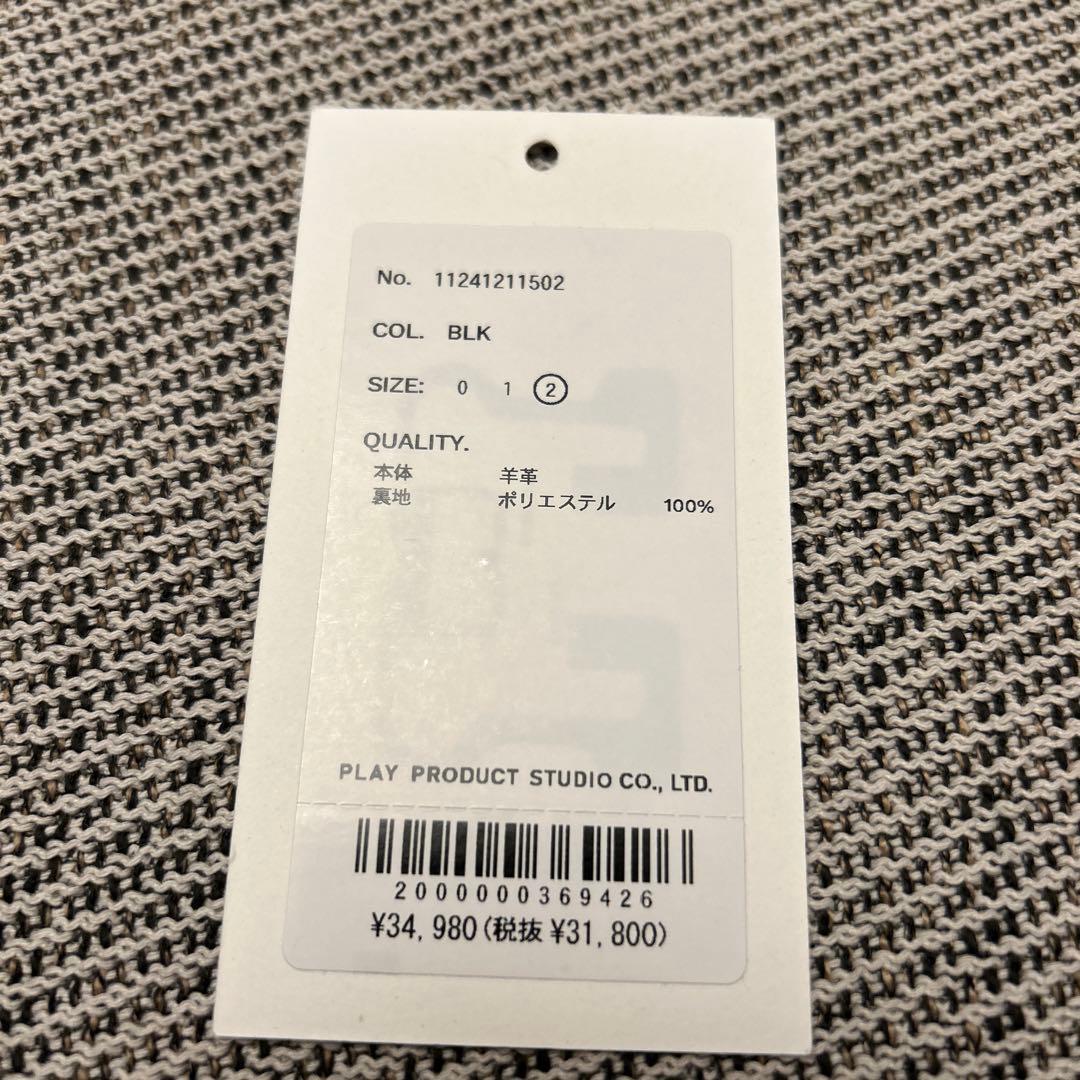 No. 11241211502
COL. BLK
SIZE: 0 1 2
QUALITY.
本体 羊革
裏地 ポリエステル 100%
PLAY PRODUCT STUDIO CO., LTD.
2000000369426
¥34,980(税抜¥31,800)